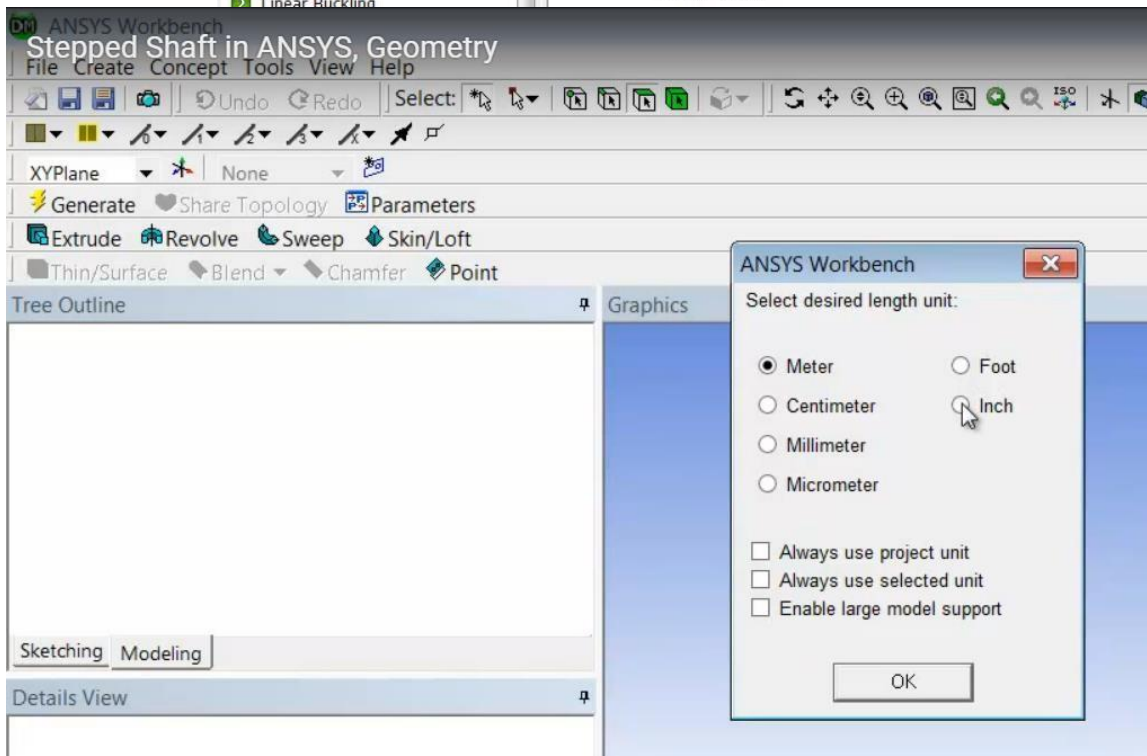 Linear Buckling
DM ANSYS Workbench
Stepped Shaft in ANSYS, Geometry
File Create Concept Tools View Help
Undo Redo Select: ISO
XYPlane None
Generate Share Topology Parameters
Extrude Revolve Sweep Skin/Loft
Thin/Surface Blend Chamfer Point
Tree Outline
Graphics
Sketching Modeling
Details View
ANSYS Workbench
Select desired length unit:
Meter Foot
Centimeter Inch
Millimeter
Micrometer
Always use project unit
Always use selected unit
Enable large model support
OK